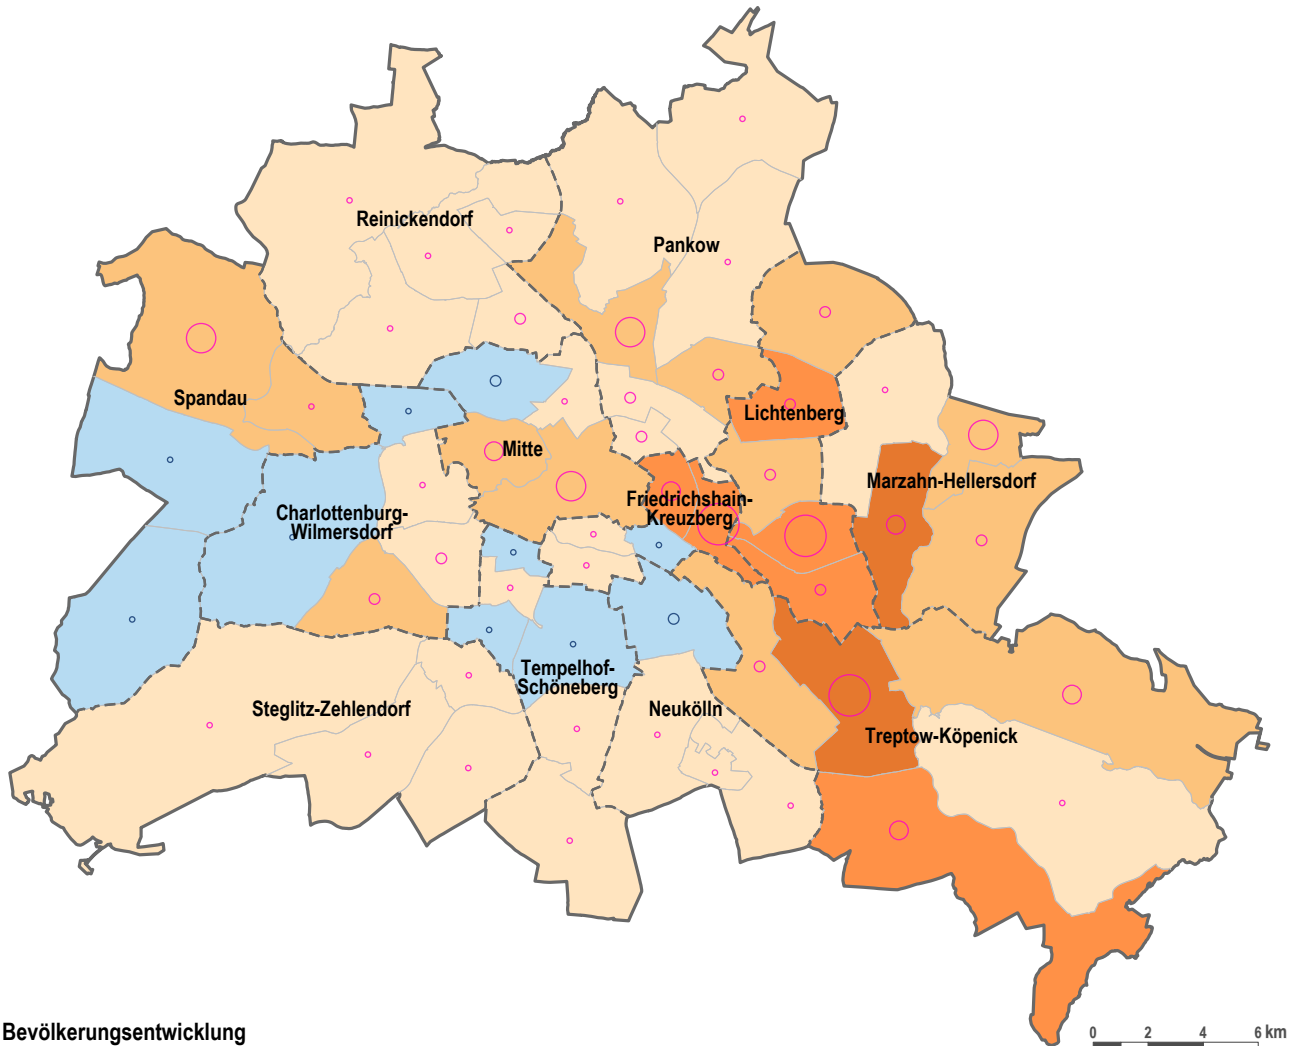 Reinickendorf
Pankow
Spandau
Lichtenberg
Mitte
Marzahn-Hellersdorf
Friedrichshain-
Kreuzberg
Charlottenburg-
Wilmersdorf
Tempelhof-
Schöneberg
Steglitz-Zehlendorf
Neukölln
Treptow-Köpenick
Bevölkerungsentwicklung
0 2 4 6 km